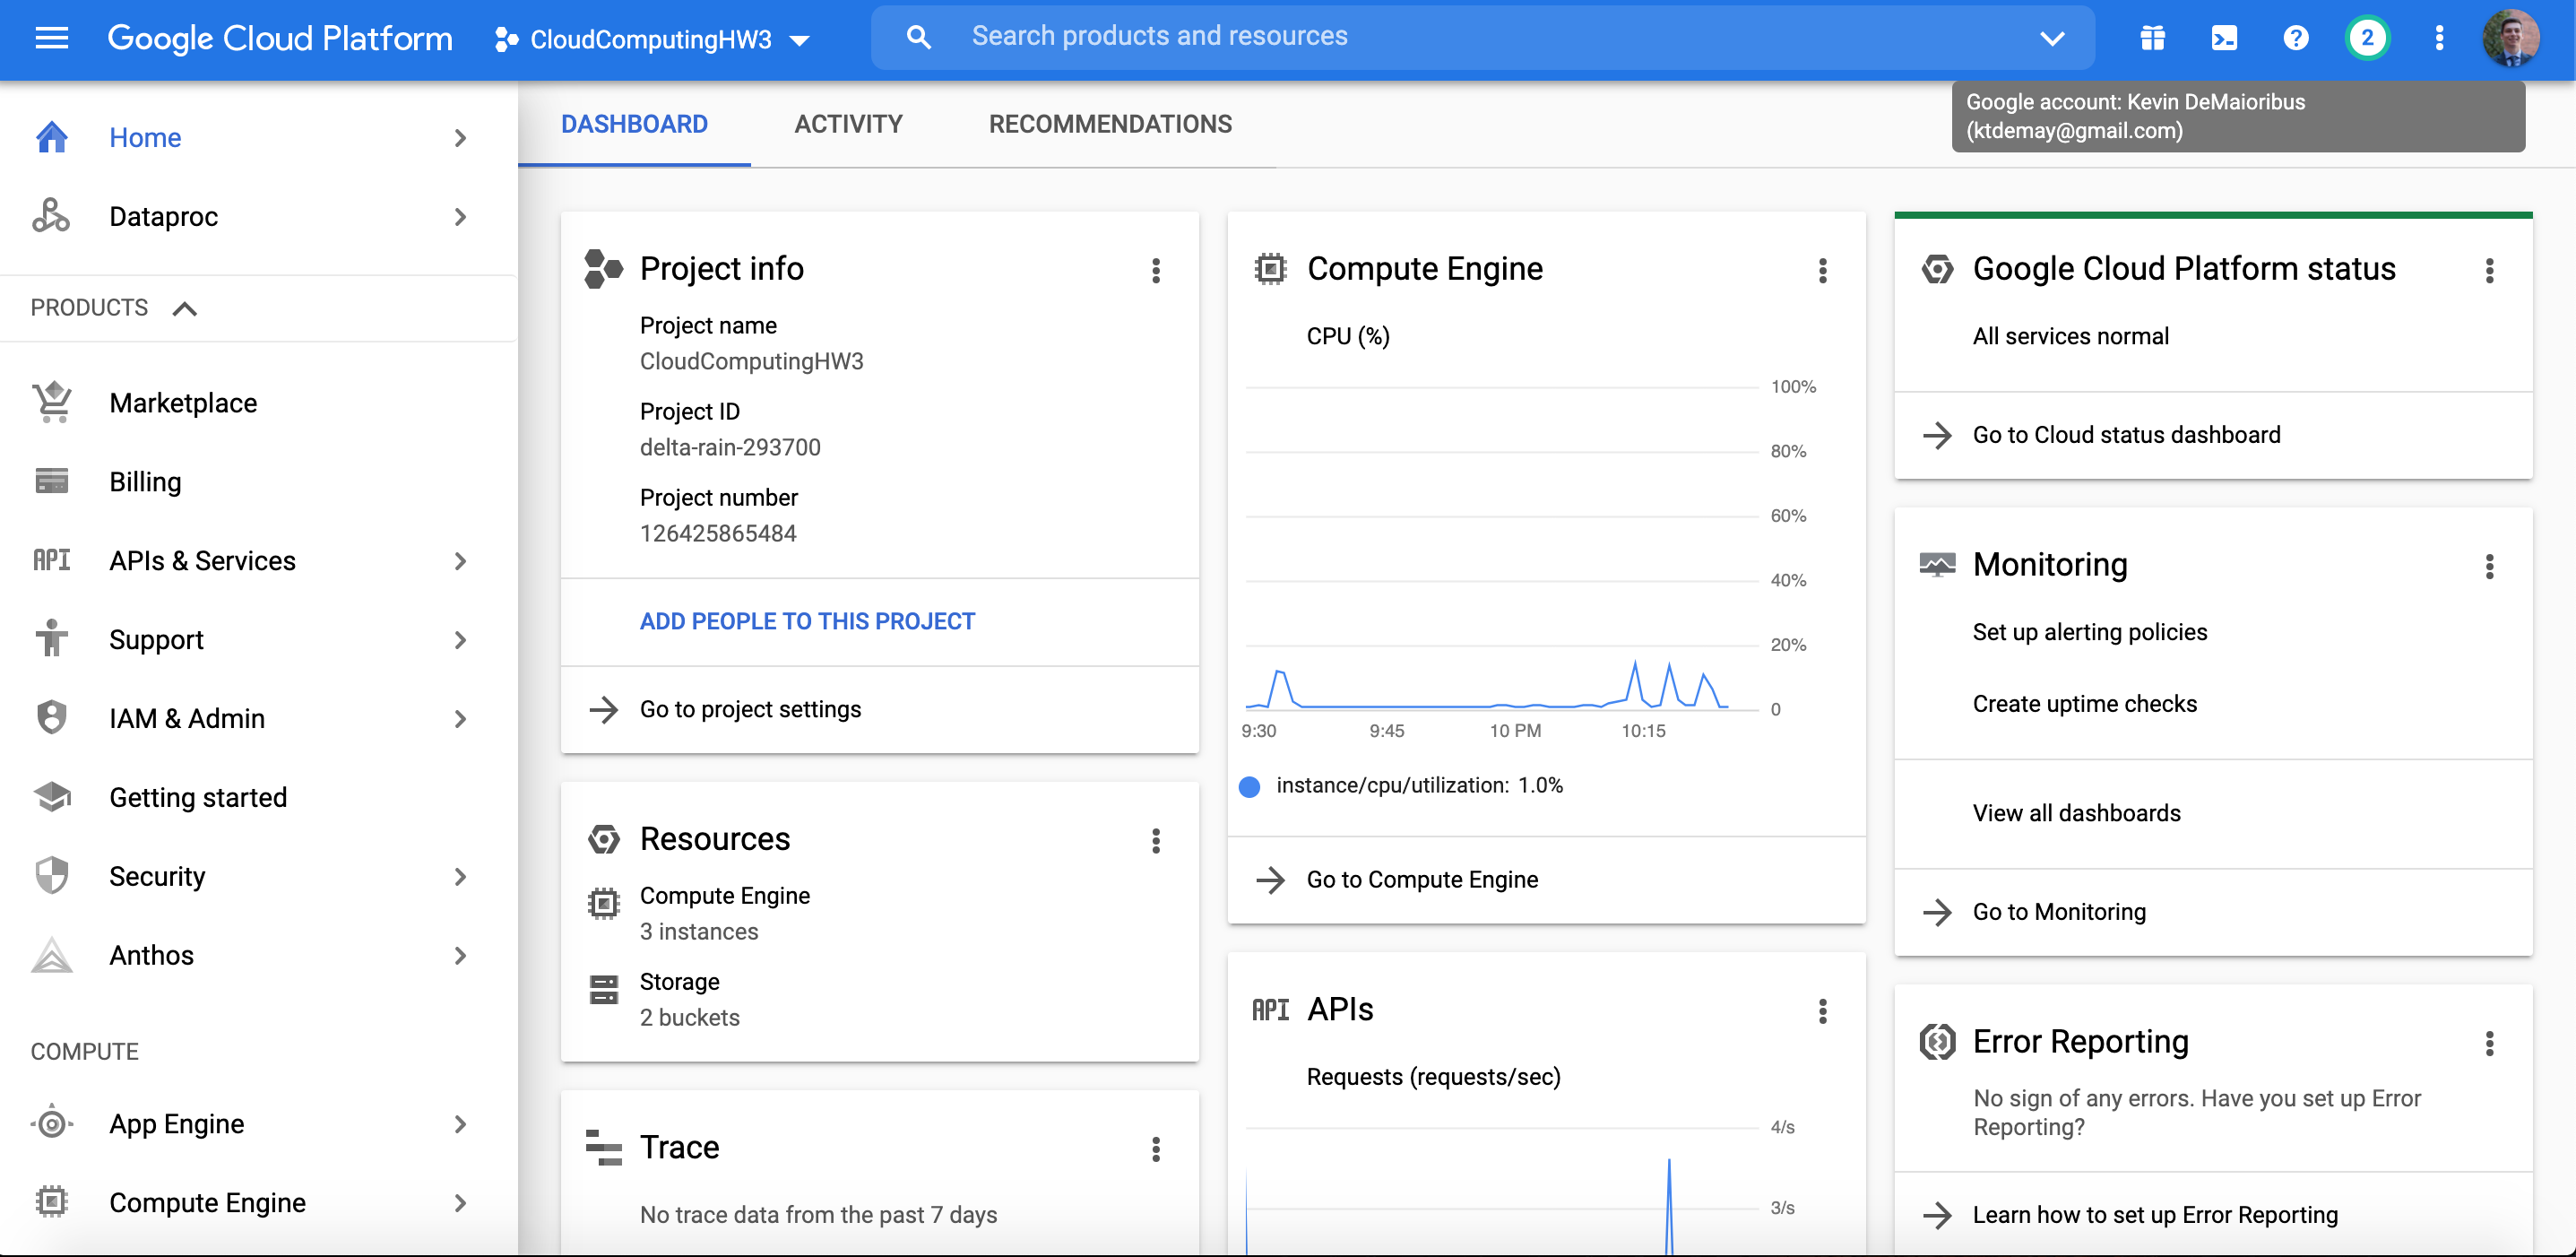 Google Cloud Platform
CloudComputingHW3
Search products and resources
2
Google account: Kevin DeMaioribus
(ktdemay@gmail.com)
Home
Dataproc
PRODUCTS
Marketplace
Billing
API
APIs & Services
Support
IAM & Admin
Getting started
Security
Anthos
COMPUTE
App Engine
Compute Engine
DASHBOARD
ACTIVITY
RECOMMENDATIONS
Project info
Project name
CloudComputingHW3
Project ID
delta-rain-293700
Project number
126425865484
ADD PEOPLE TO THIS PROJECT
Go to project settings
Resources
Compute Engine
3 instances
Storage
2 buckets
Trace
No trace data from the past 7 days
Compute Engine
CPU (%)
100%
80%
60%
40%
20%
0
9:30
9:45
10 PM
10:15
instance/cpu/utilization: 1.0%
Go to Compute Engine
API
APIs
Requests (requests/sec)
4/s
3/s
Google Cloud Platform status
All services normal
Go to Cloud status dashboard
Monitoring
Set up alerting policies
Create uptime checks
View all dashboards
Go to Monitoring
Error Reporting
No sign of any errors. Have you set up Error
Reporting?
Learn how to set up Error Reporting